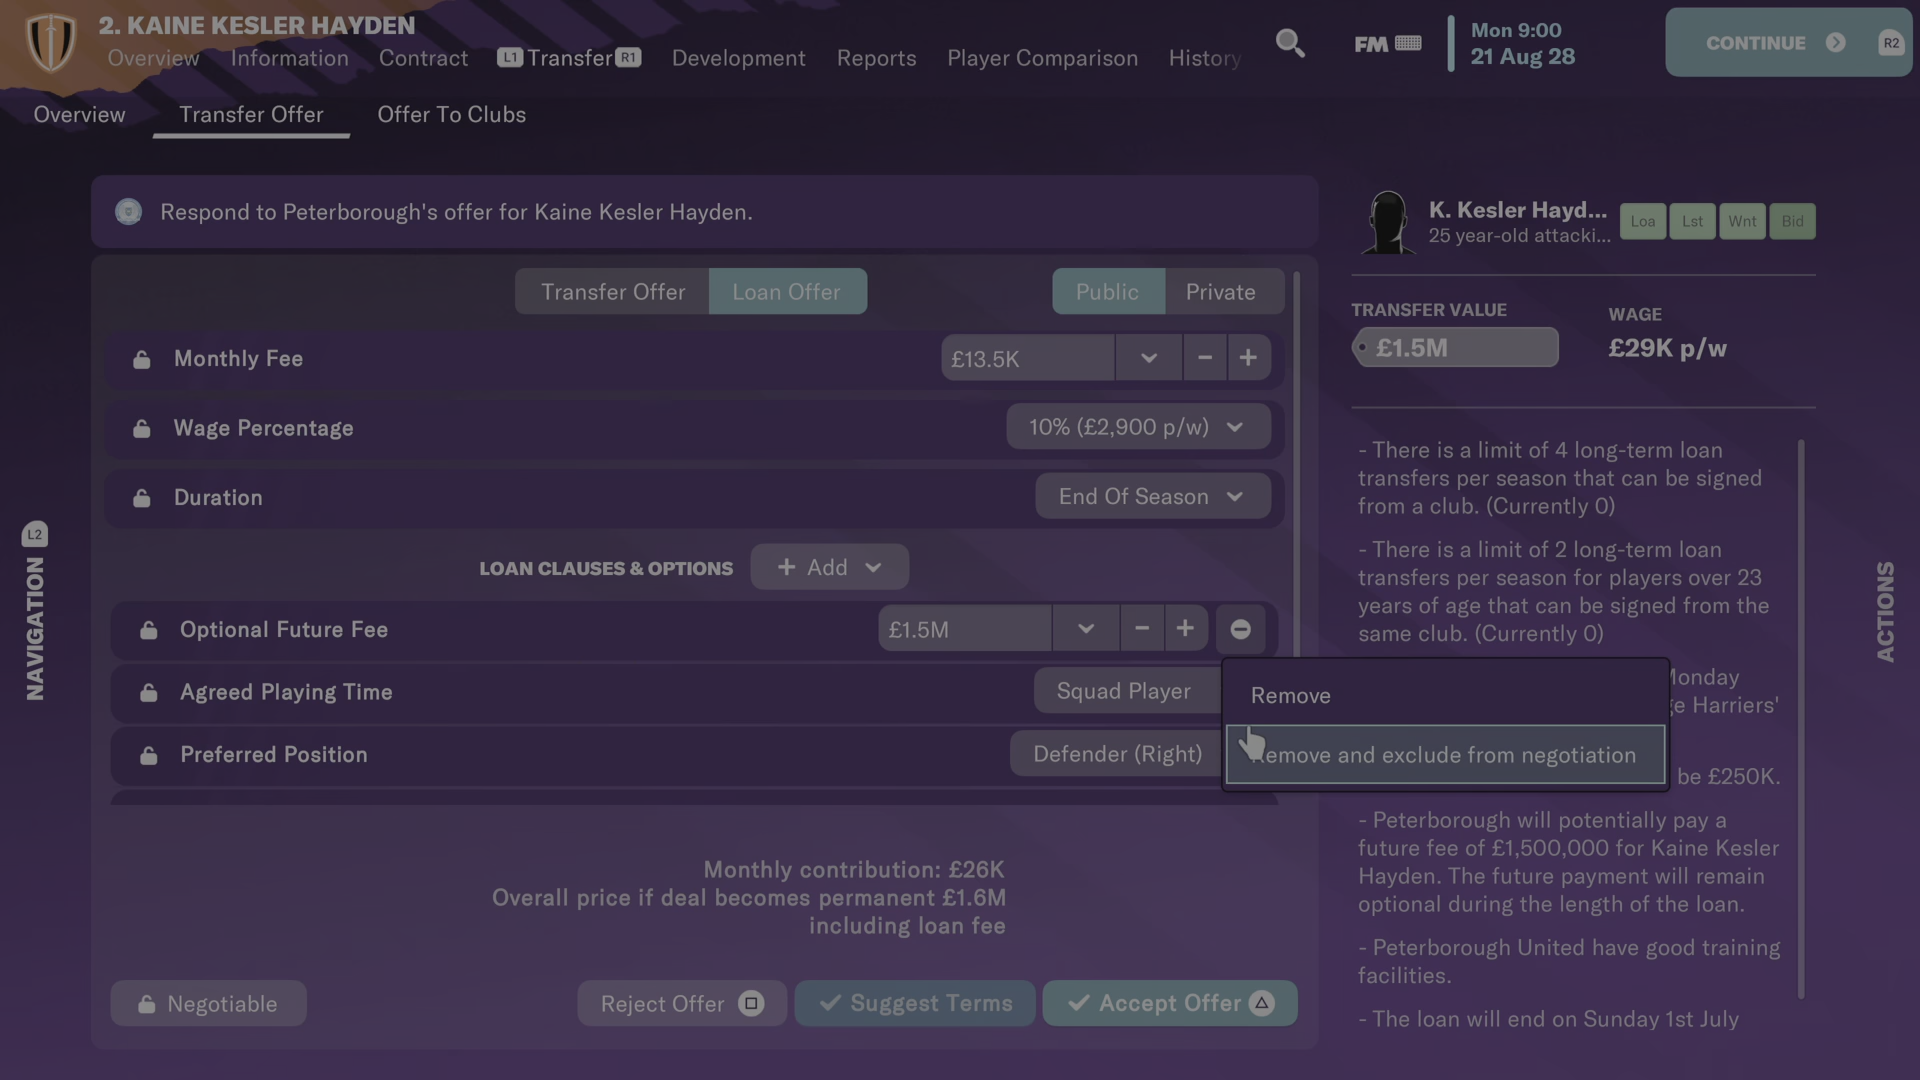 2. KAINE KESLER HAYDEN
Overview
Information
Contract
L1 Transfer R1
Development
Reports
Player Comparison
History
FM
Mon 9:00
21 Aug 28
CONTINUE
R2
Overview
Transfer Offer
Offer To Clubs
Respond to Peterborough's offer for Kaine Kesler Hayden.
Transfer Offer
Loan Offer
Public
Private
Monthly Fee
£13.5K
Wage Percentage
10% (£2,900 p/w)
Duration
End Of Season
LOAN CLAUSES & OPTIONS
+ Add
Optional Future Fee
£1.5M
Agreed Playing Time
Squad Player
Preferred Position
Defender (Right)
Remove
Remove and exclude from negotiation
Monthly contribution: £26K
Overall price if deal becomes permanent £1.6M
including loan fee
Negotiable
Reject Offer
Suggest Terms
Accept Offer
L2
NAVIGATION
K. Kesler Hayd...
25 year-old attacki...
Loa
Lst
Wnt
Bid
TRANSFER VALUE
£1.5M
WAGE
£29K p/w
- There is a limit of 4 long-term loan
transfers per season that can be signed
from a club. (Currently 0)
- There is a limit of 2 long-term loan
transfers per season for players over 23
years of age that can be signed from the
same club. (Currently 0)
Monday
Harriers'
be £250K.
- Peterborough will potentially pay a
future fee of £1,500,000 for Kaine Kesler
Hayden. The future payment will remain
optional during the length of the loan.
- Peterborough United have good training
facilities.
- The loan will end on Sunday 1st July
ACTIONS